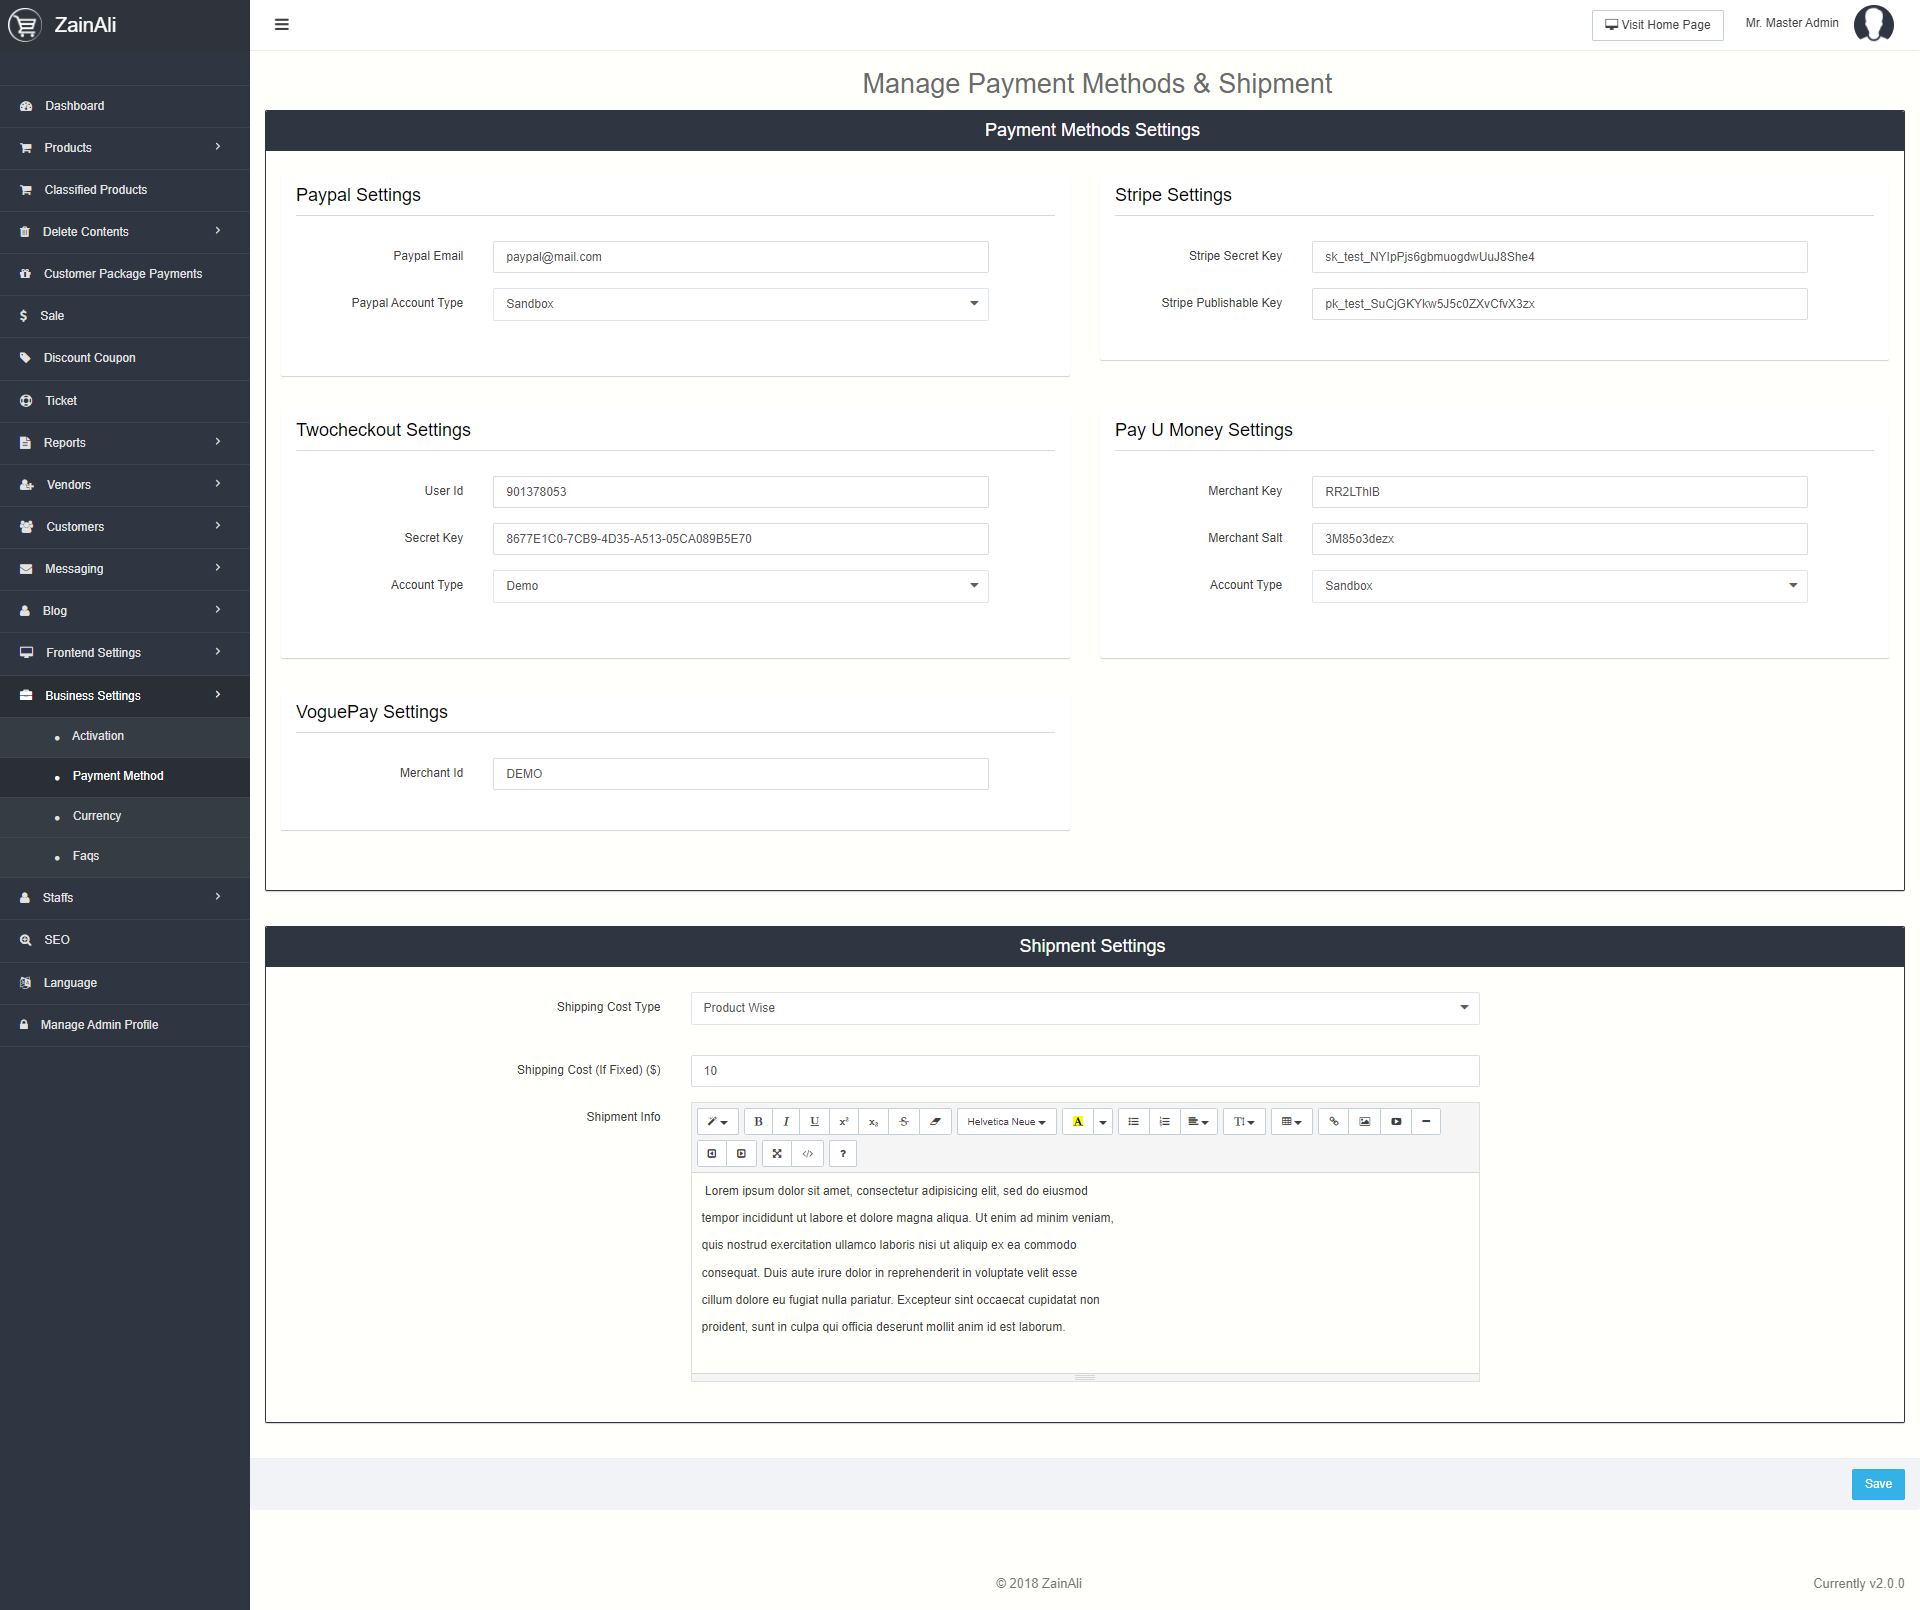 ZainAli
Visit Home Page
Mr. Master Admin
Dashboard
Products
Classified Products
Delete Contents
Customer Package Payments
Sale
Discount Coupon
Ticket
Reports
Vendors
Customers
Messaging
Blog
Frontend Settings
Business Settings
Activation
Payment Method
Currency
Faqs
Staffs
SEO
Language
Manage Admin Profile
Manage Payment Methods & Shipment
Payment Methods Settings
Paypal Settings
Paypal Email
paypal@mail.com
Paypal Account Type
Sandbox
Stripe Settings
Stripe Secret Key
sk_test_NYIpPjs6gbmuogdwUuJ8She4
Stripe Publishable Key
pk_test_SuCjGKYkw5J5c0ZXvCfvX3zx
Twocheckout Settings
User Id
901378053
Secret Key
8677E1C0-7CB9-4D35-A513-05CA089B5E70
Account Type
Demo
Pay U Money Settings
Merchant Key
RR2LThIB
Merchant Salt
3M85o3dezx
Account Type
Sandbox
VoguePay Settings
Merchant Id
DEMO
Shipment Settings
Shipping Cost Type
Product Wise
Shipping Cost (If Fixed) ($)
10
Shipment Info
B I U x² x₂ S Helvetica Neue A TI
</> ?
Lorem ipsum dolor sit amet, consectetur adipisicing elit, sed do eiusmod
tempor incididunt ut labore et dolore magna aliqua. Ut enim ad minim veniam,
quis nostrud exercitation ullamco laboris nisi ut aliquip ex ea commodo
consequat. Duis aute irure dolor in reprehenderit in voluptate velit esse
cillum dolore eu fugiat nulla pariatur. Excepteur sint occaecat cupidatat non
proident, sunt in culpa qui officia deserunt mollit anim id est laborum.
Save
© 2018 ZainAli
Currently v2.0.0